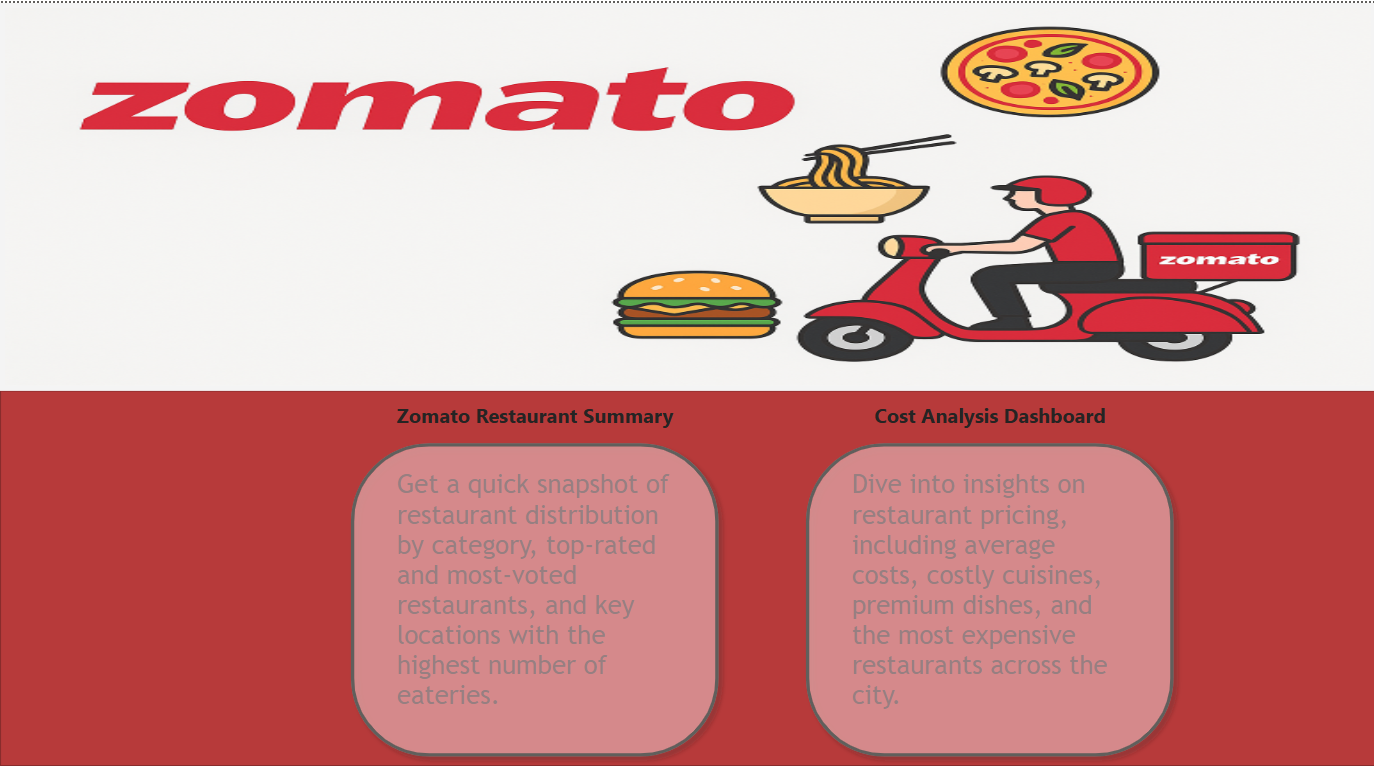 zomato
zomato
Zomato Restaurant Summary
Get a quick snapshot of
restaurant distribution
by category, top-rated
and most-voted
restaurants, and key
locations with the
highest number of
eateries.
Cost Analysis Dashboard
Dive into insights on
restaurant pricing,
including average
costs, costly cuisines,
premium dishes, and
the most expensive
restaurants across the
city.